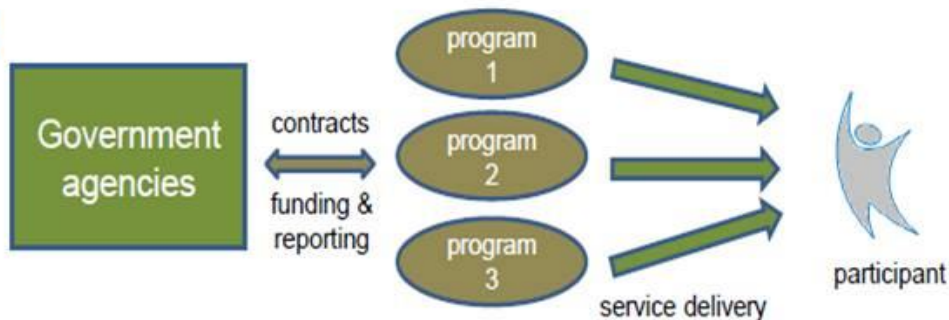 Government
agencies
contracts
funding &
reporting
program
1
program
2
program
3
service delivery
participant